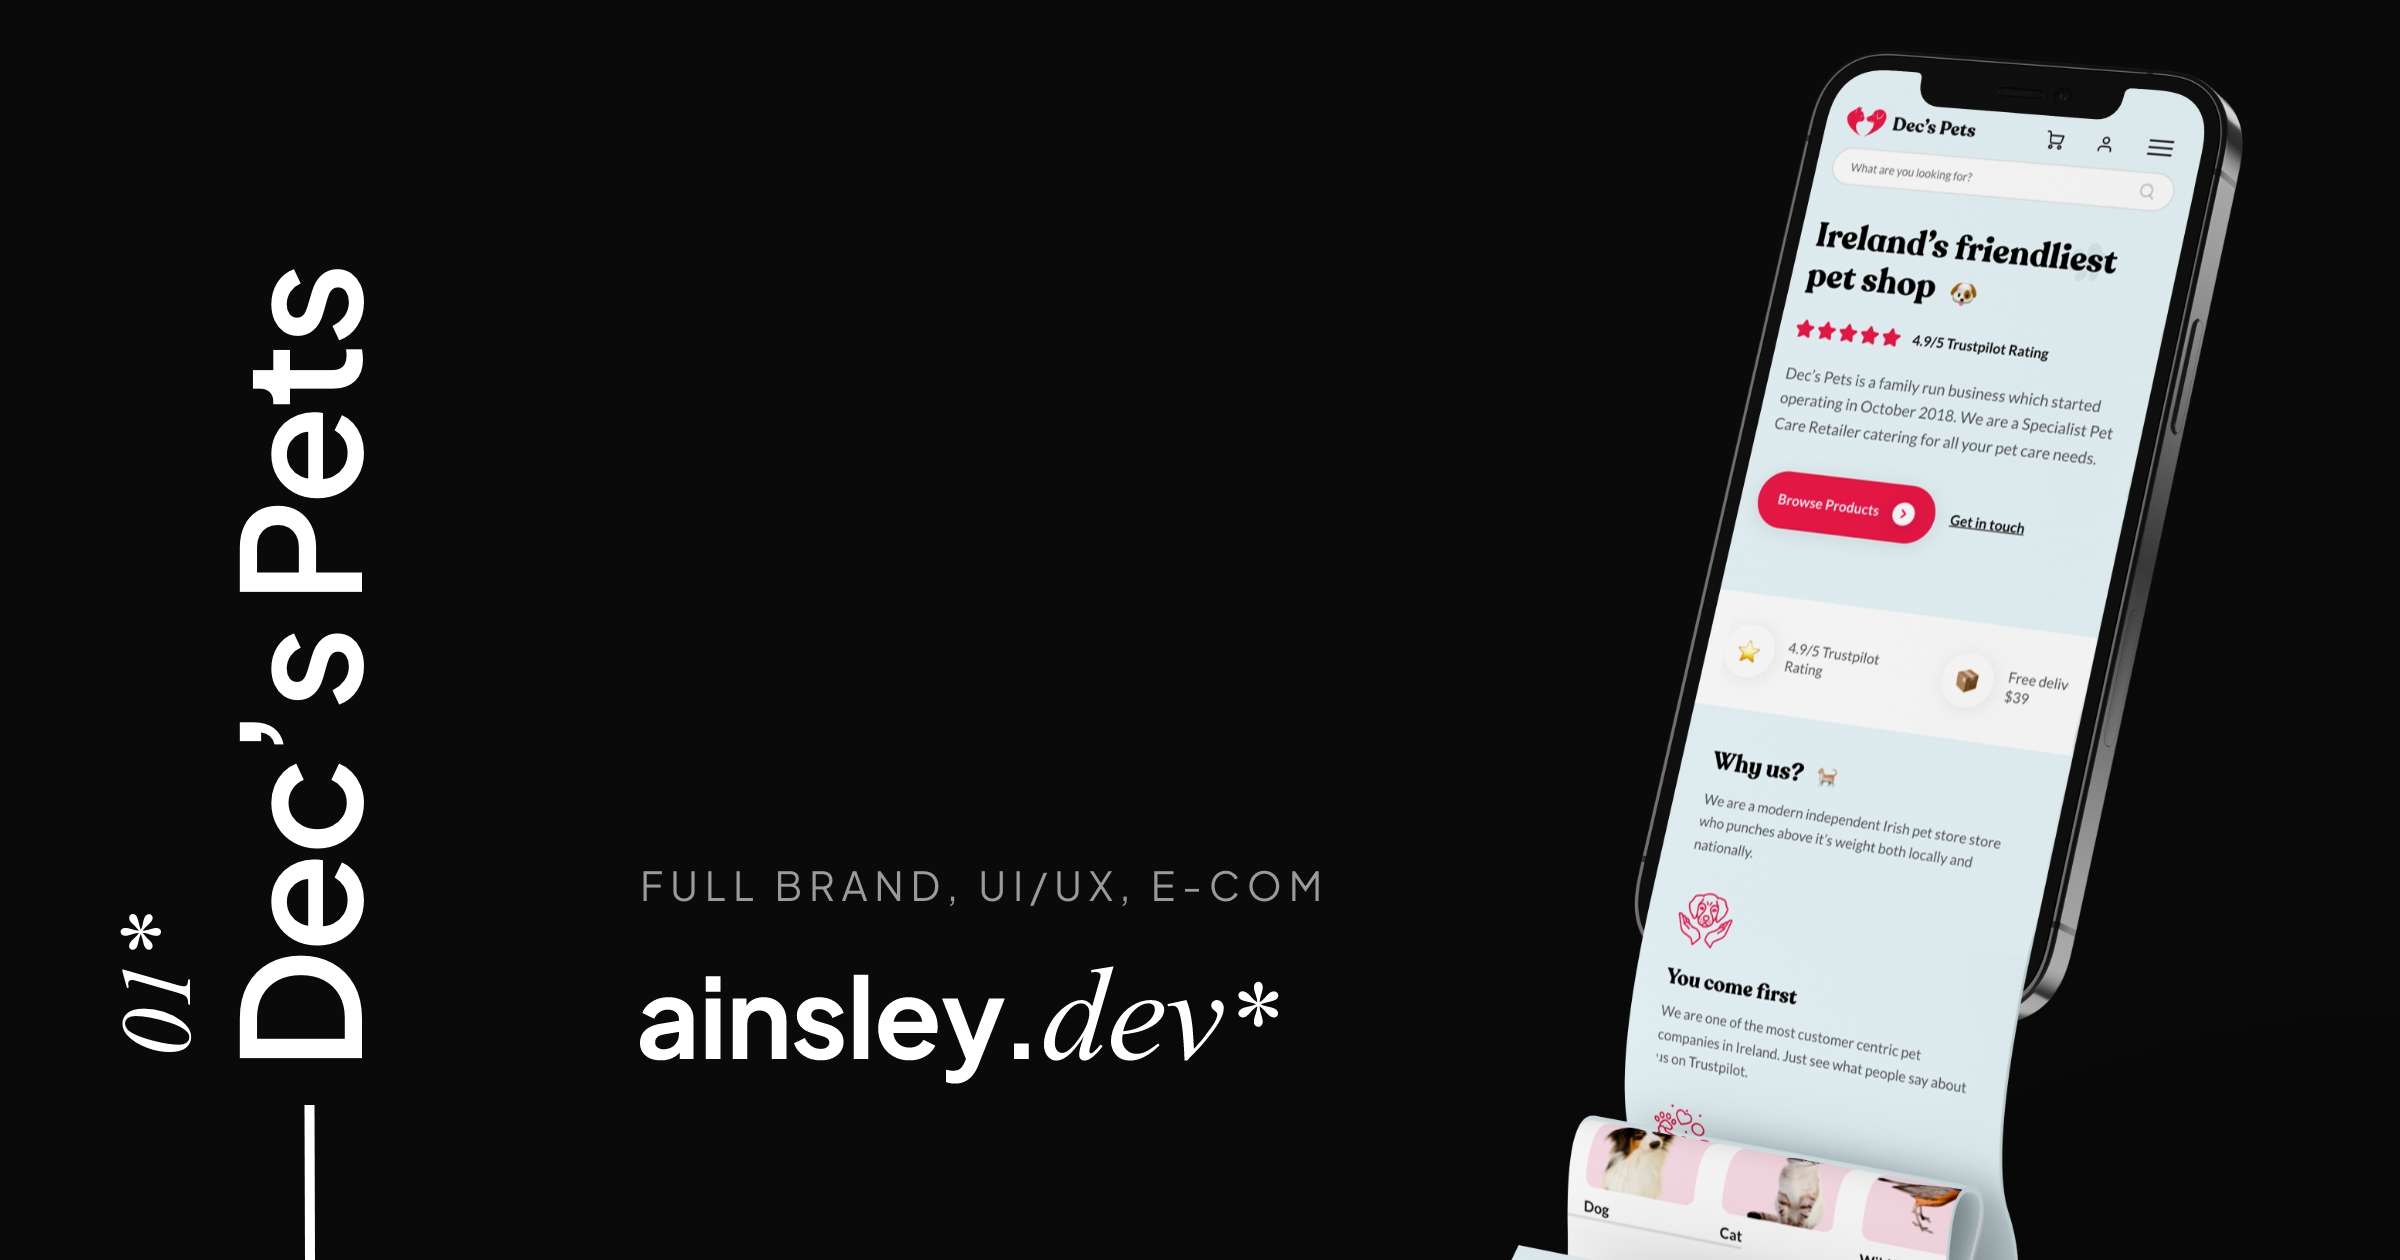 01*
Dec’s Pets
FULL BRAND, UI/UX, E-COM
ainsley.dev*
Dec’s Pets
What are you looking for?
Ireland’s friendliest
pet shop
4.9/5 Trustpilot Rating
Dec’s Pets is a family run business which started
operating in October 2018. We are a Specialist Pet
Care Retailer catering for all your pet care needs.
Browse Products
Get in touch
4.9/5 Trustpilot
Rating
Free deliv
$39
Why us?
We are a modern independent Irish pet store store
who punches above it’s weight both locally and
nationally.
You come first
We are one of the most customer centric pet
companies in Ireland. Just see what people say about
us on Trustpilot.
Dog
Cat